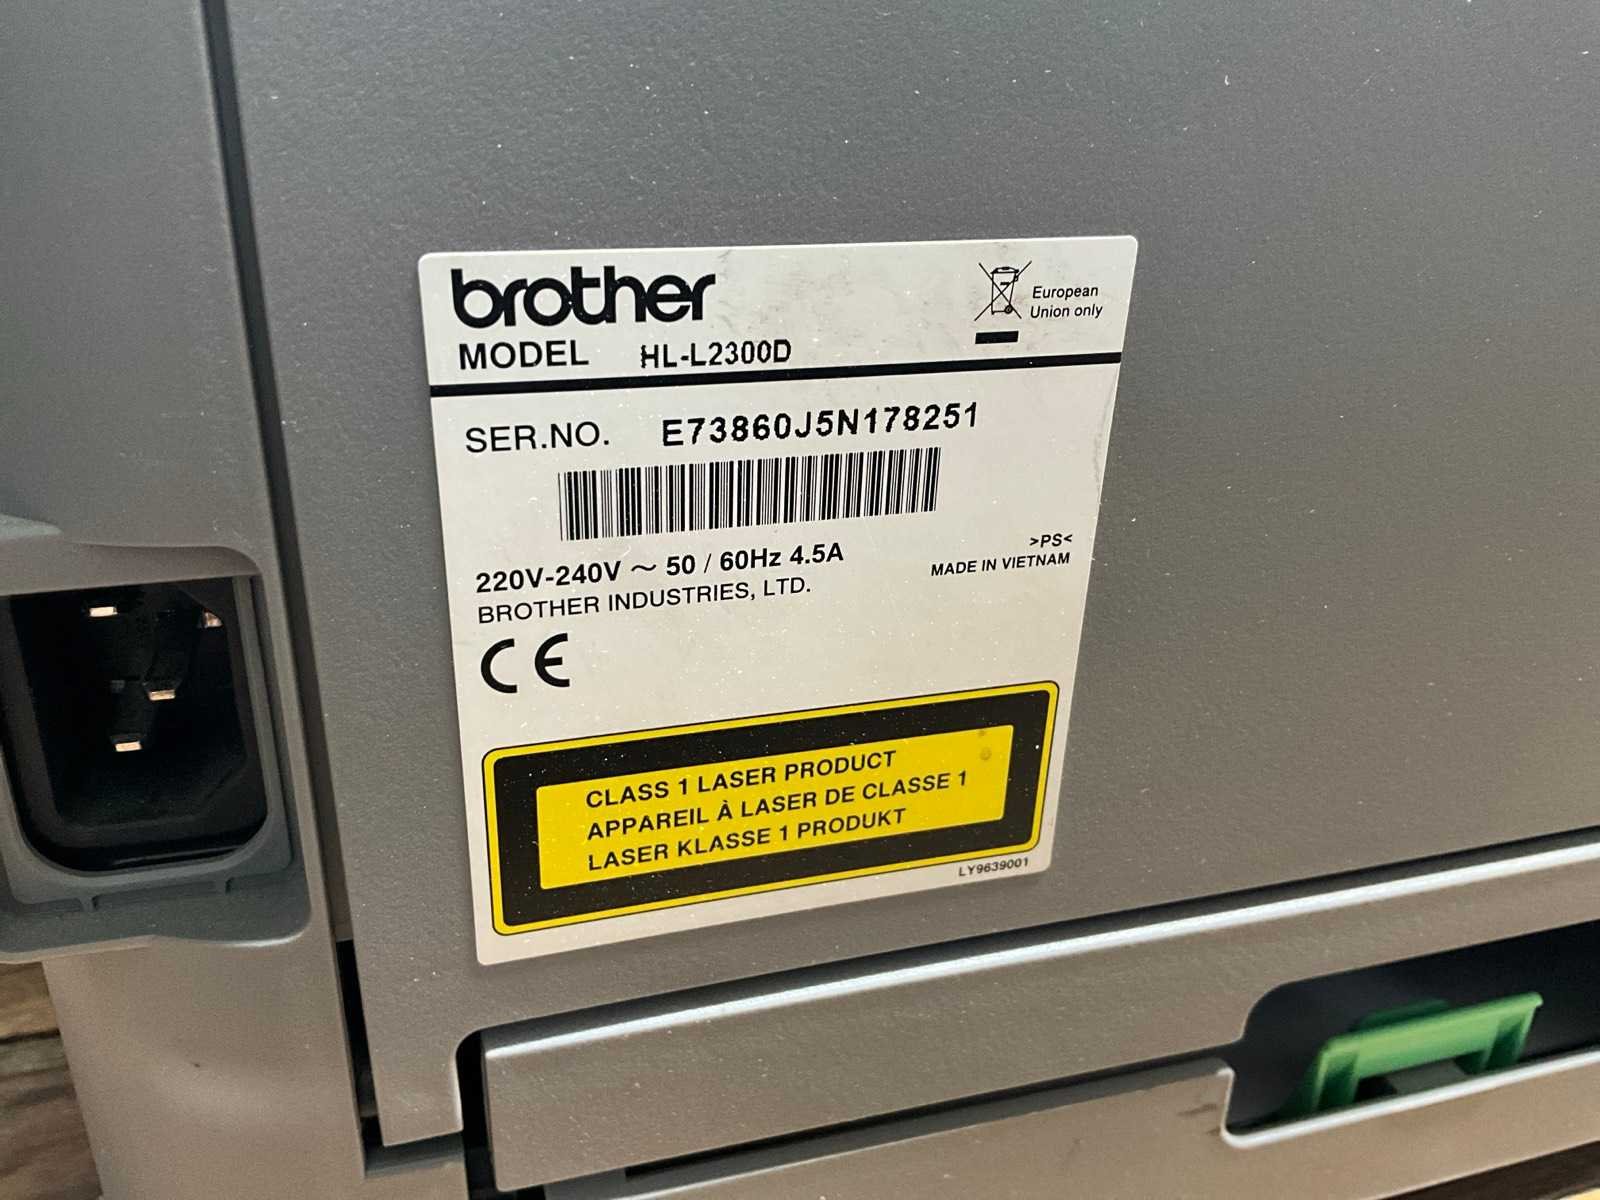 brother
European
Union only
MODEL HL-L2300D
SER.NO. E73860J5N178251
220V-240V ～ 50 / 60Hz 4.5A
BROTHER INDUSTRIES, LTD.
>PS<
MADE IN VIETNAM
CE
CLASS 1 LASER PRODUCT
APPAREIL À LASER DE CLASSE 1
LASER KLASSE 1 PRODUKT
LY9639001